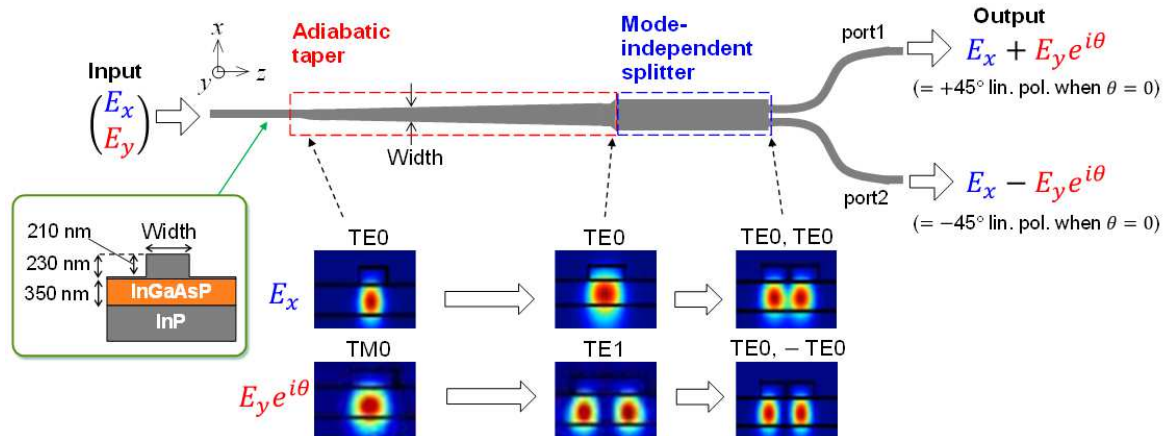 Input
(E_x
E_y)
x
y
z
Adiabatic
taper
Width
Mode-
independent
splitter
port1
port2
Output
E_x + E_y e^{iθ}
(= +45° lin. pol. when θ = 0)
E_x − E_y e^{iθ}
(= −45° lin. pol. when θ = 0)
210 nm
Width
230 nm
350 nm
InGaAsP
InP
TE0
TE0
TE0, TE0
E_x
TM0
TE1
TE0, − TE0
E_y e^{iθ}